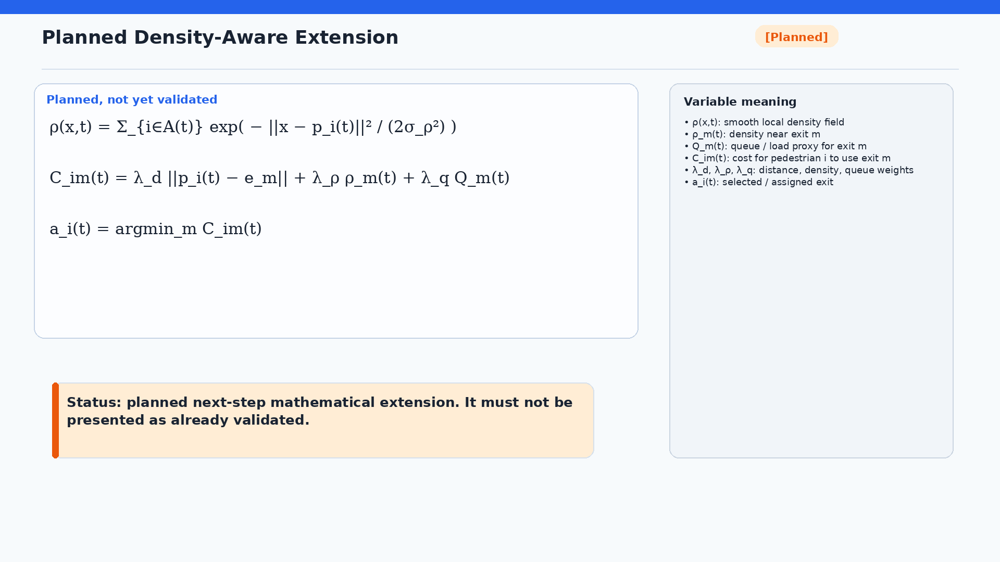 Planned Density-Aware Extension
[Planned]
Planned, not yet validated
ρ(x,t) = Σ_{i∈A(t)} exp( − ||x − p_i(t)||² / (2σ_ρ²) )
C_im(t) = λ_d ||p_i(t) − e_m|| + λ_ρ ρ_m(t) + λ_q Q_m(t)
a_i(t) = argmin_m C_im(t)
Variable meaning
• ρ(x,t): smooth local density field
• ρ_m(t): density near exit m
• Q_m(t): queue / load proxy for exit m
• C_im(t): cost for pedestrian i to use exit m
• λ_d, λ_ρ, λ_q: distance, density, queue weights
• a_i(t): selected / assigned exit
Status: planned next-step mathematical extension. It must not be
presented as already validated.